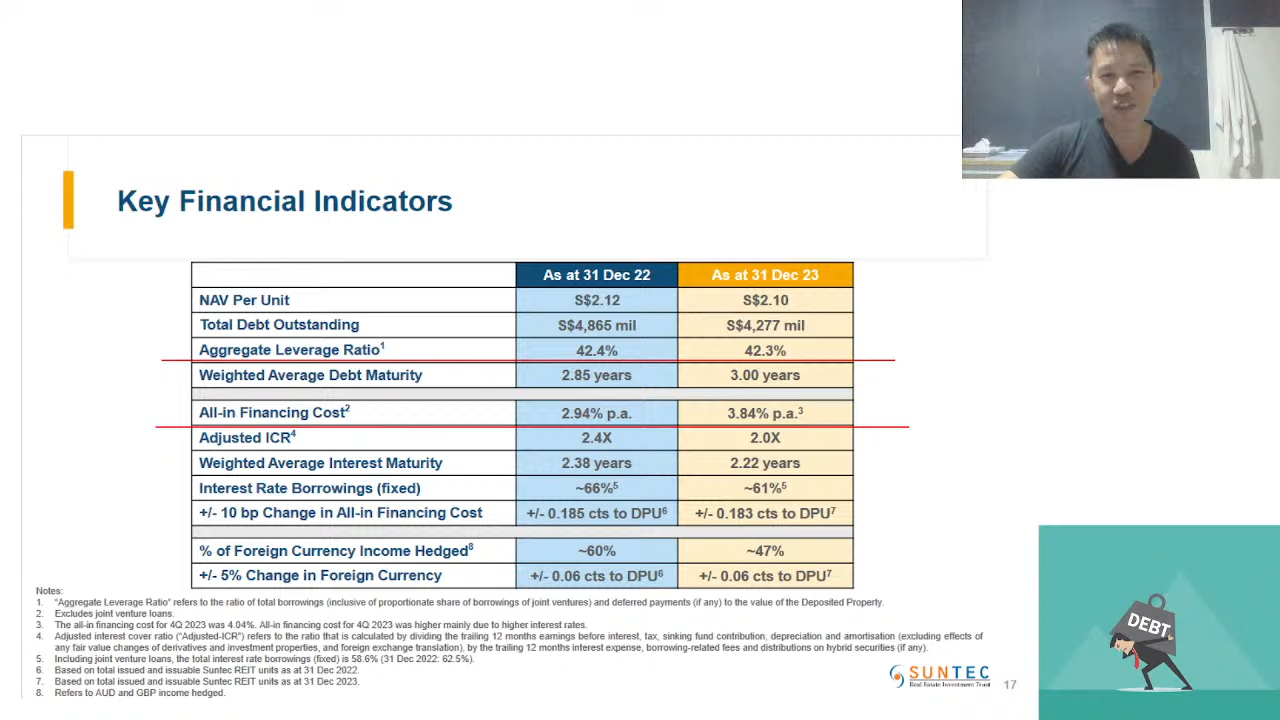 Key Financial Indicators
As at 31 Dec 22 As at 31 Dec 23
NAV Per Unit S$2.12 S$2.10
Total Debt Outstanding S$4,865 mil S$4,277 mil
Aggregate Leverage Ratio1 42.4% 42.3%
Weighted Average Debt Maturity 2.85 years 3.00 years
All-in Financing Cost2 2.94% p.a. 3.84% p.a.3
Adjusted ICR4 2.4X 2.0X
Weighted Average Interest Maturity 2.38 years 2.22 years
Interest Rate Borrowings (fixed) ~66%5 ~61%5
+/- 10 bp Change in All-in Financing Cost +/- 0.185 cts to DPU6 +/- 0.183 cts to DPU7
% of Foreign Currency Income Hedged8 ~60% ~47%
+/- 5% Change in Foreign Currency +/- 0.06 cts to DPU6 +/- 0.06 cts to DPU7
Notes:
1. "Aggregate Leverage Ratio" refers to the ratio of total borrowings (inclusive of proportionate share of borrowings of joint ventures) and deferred payments (if any) to the value of the Deposited Property.
2. Excludes joint venture loans.
3. The all-in financing cost for 4Q 2023 was 4.04%. All-in financing cost for 4Q 2023 was higher mainly due to higher interest rates.
4. Adjusted interest cover ratio ("Adjusted-ICR") refers to the ratio that is calculated by dividing the trailing 12 months earnings before interest, tax, sinking fund contribution, depreciation and amortisation (excluding effects of
any fair value changes of derivatives and investment properties, and foreign exchange translation), by the trailing 12 months interest expense, borrowing-related fees and distributions on hybrid securities (if any).
5. Including joint venture loans, the total interest rate borrowings (fixed) is 58.6% (31 Dec 2022: 62.5%).
6. Based on total issued and issuable Suntec REIT units as at 31 Dec 2022.
7. Based on total issued and issuable Suntec REIT units as at 31 Dec 2023.
8. Refers to AUD and GBP income hedged.
SUNTEC
Real Estate Investment Trust
17
DEBT